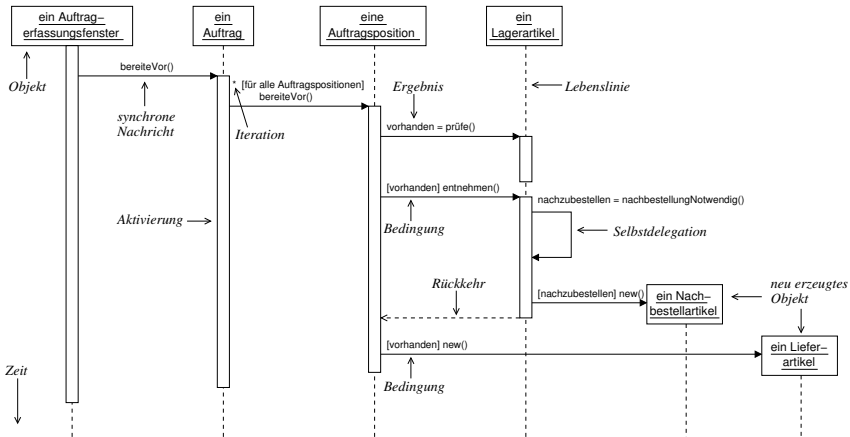 ein Auftrag–
erfassungsfenster
ein
Auftrag
eine
Auftragsposition
ein
Lagerartikel
Objekt
bereiteVor()
synchrone
Nachricht
* [für alle Auftragspositionen]
bereiteVor()
Iteration
Ergebnis
vorhanden = prüfe()
Lebenslinie
[vorhanden] entnehmen()
Bedingung
nachzubestellen = nachbestellungNotwendig()
Selbstdelegation
Aktivierung
Rückkehr
[nachzubestellen] new()
ein Nach–
bestellartikel
neu erzeugtes
Objekt
[vorhanden] new()
Bedingung
ein Liefer–
artikel
Zeit